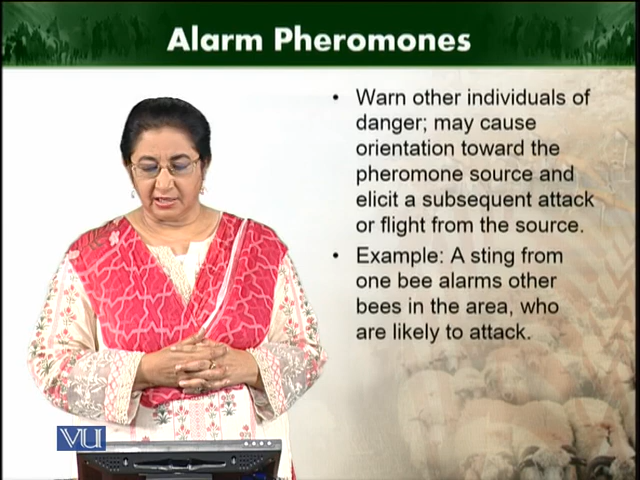 Alarm Pheromones
• Warn other individuals of
danger; may cause
orientation toward the
pheromone source and
elicit a subsequent attack
or flight from the source.
• Example: A sting from
one bee alarms other
bees in the area, who
are likely to attack.
VU